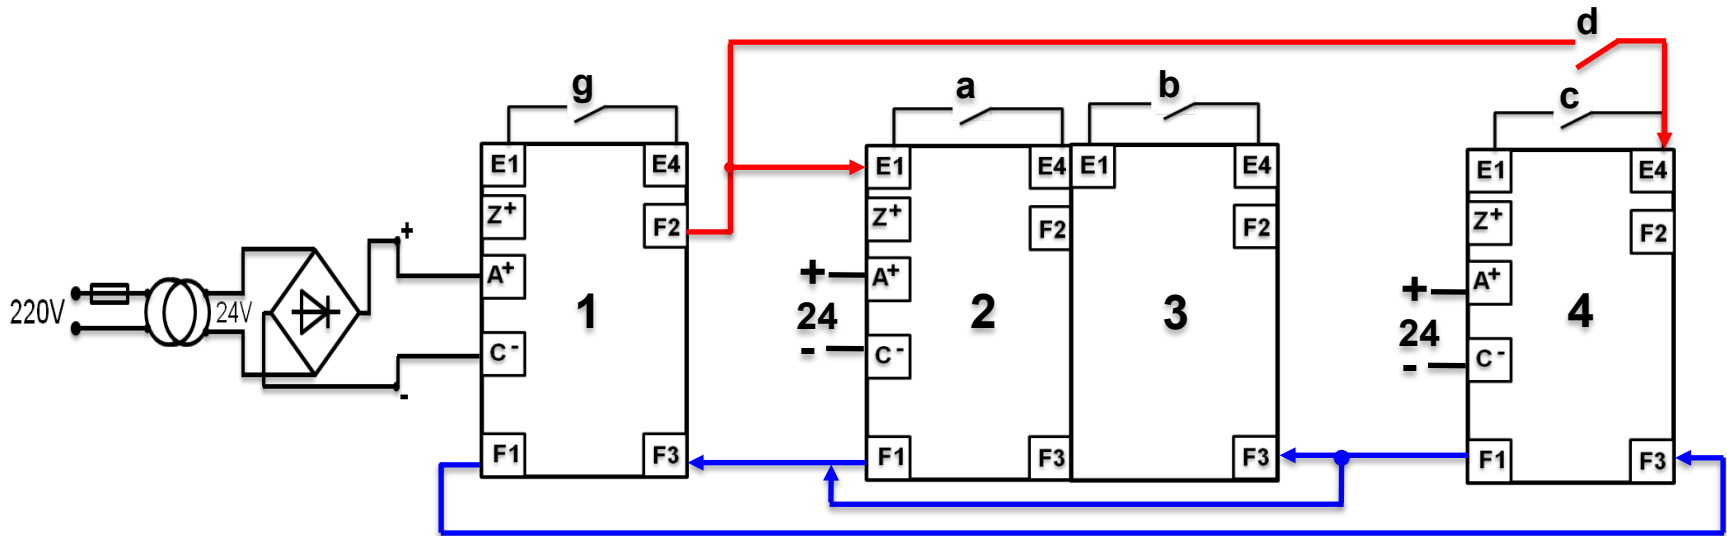 d
g
a
b
c
E1 E4
E1 E4
E1 E4
E1 E4
Z+ F2
Z+ F2
F2
Z+ F2
+
A+
+ A+
+ A+
220V
24V
1
24
2
3
24
4
C-
- C-
- C-
-
F1 F3
F1 F3
F3
F1 F3